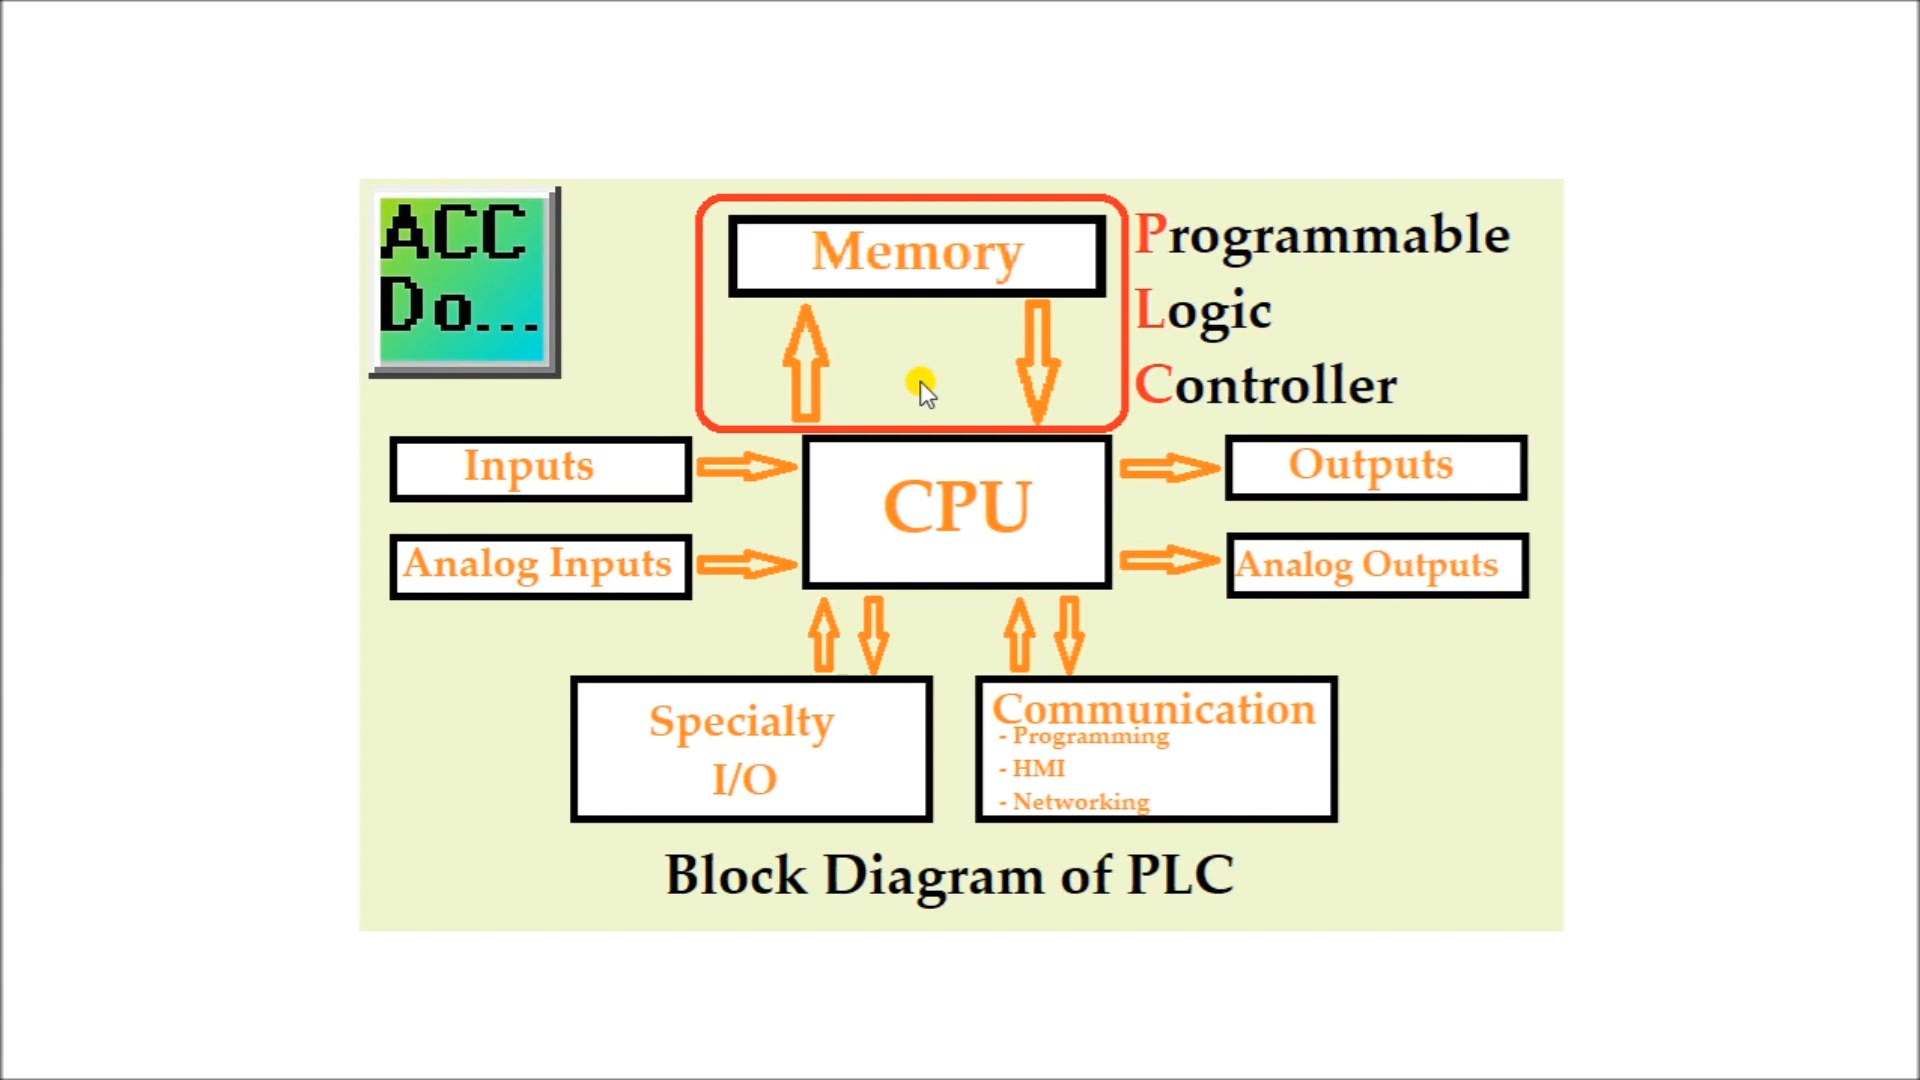 ACC
Do...
Memory
Programmable
Logic
Controller
Inputs
CPU
Outputs
Analog Inputs
Analog Outputs
Specialty
I/O
Communication
- Programming
- HMI
- Networking
Block Diagram of PLC